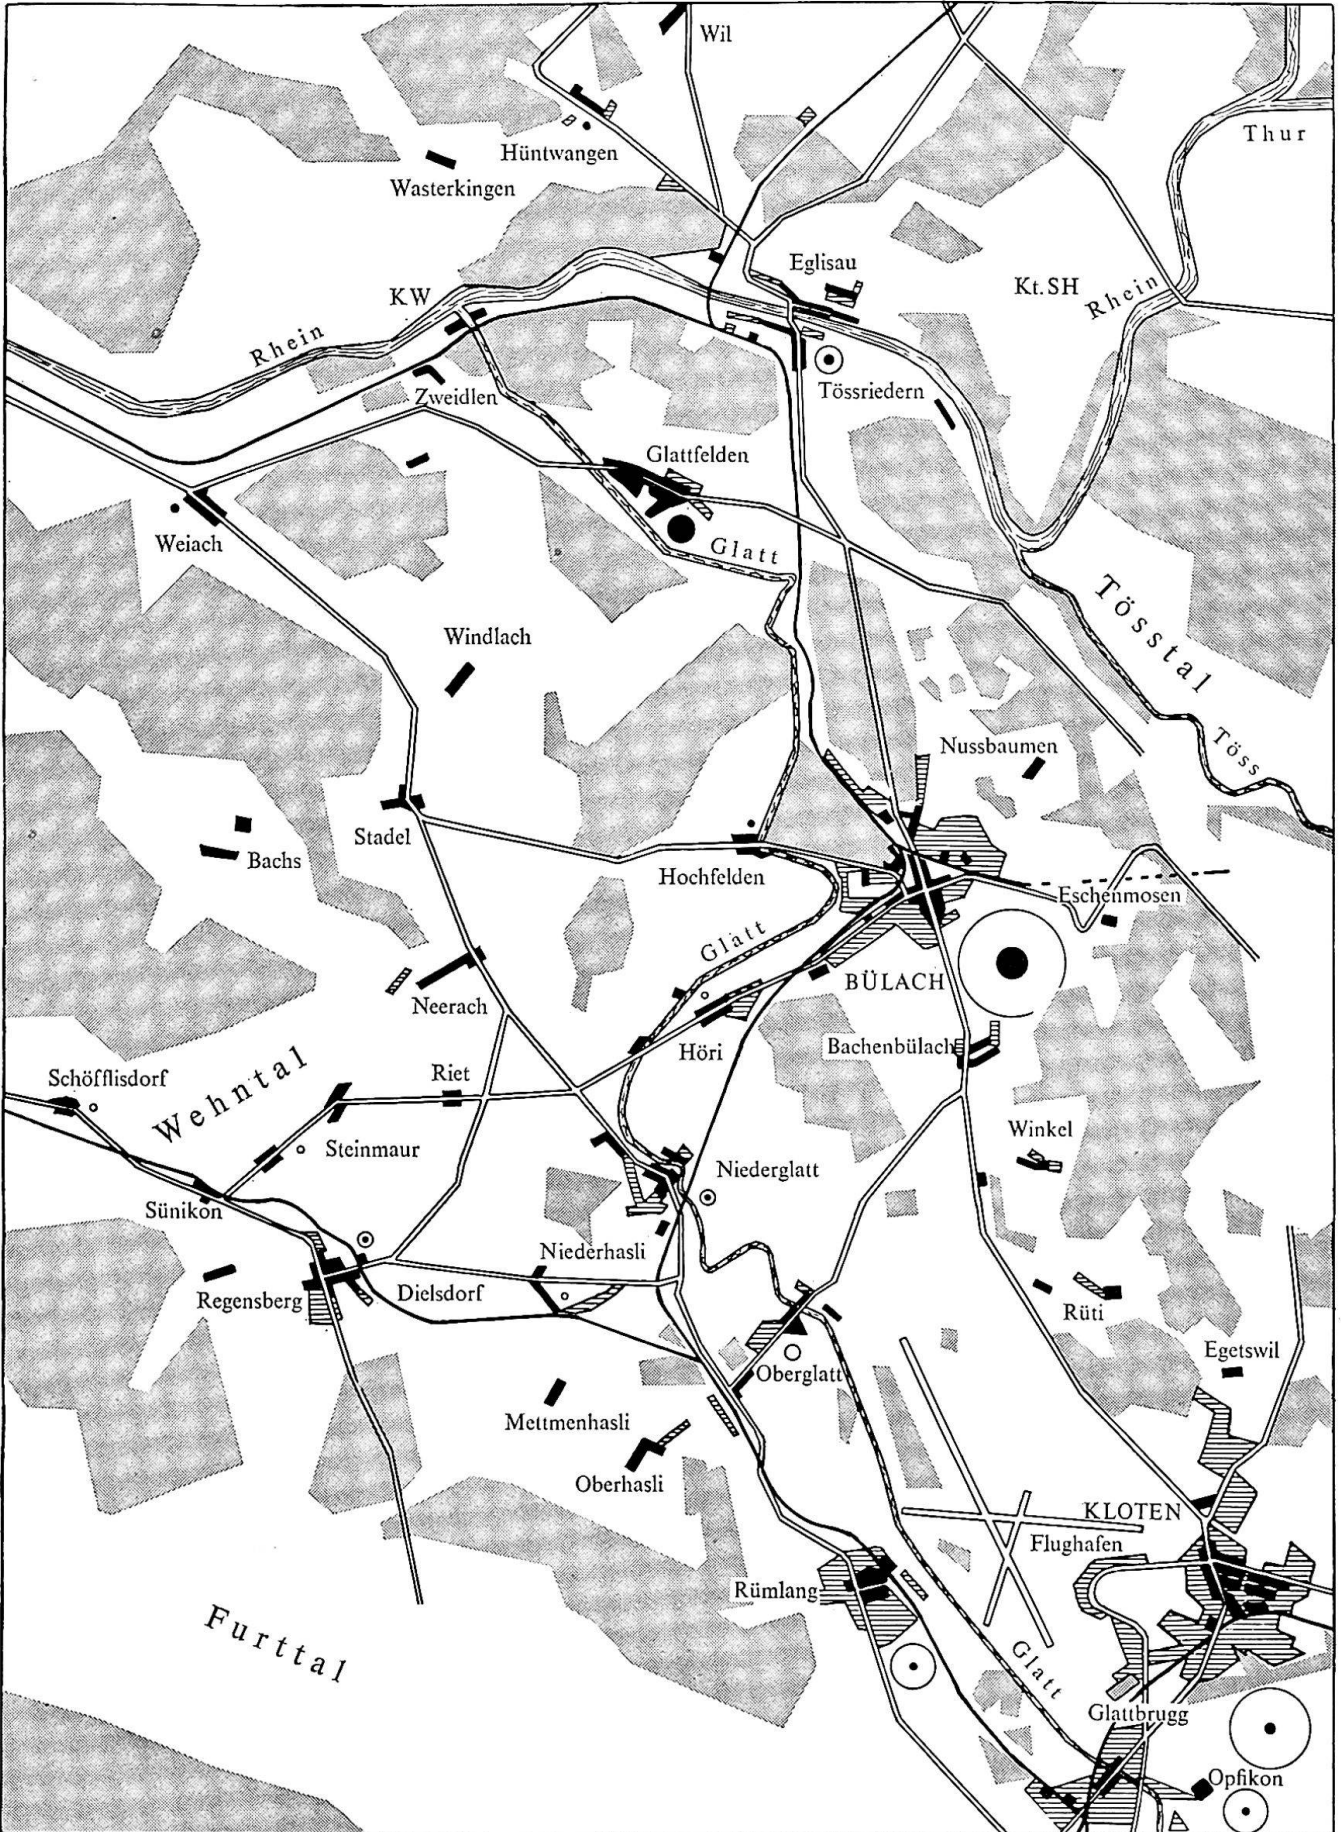 Wil
Thur
Hüntwangen
Wasterkingen
Eglisau
Kt. SH
Rhein
KW
Rhein
Zweidlen
Tössriedern
Glattfelden
Weiach
Glatt
Tösstal
Windlach
Töss
Nussbaumen
Stadel
Bachs
Hochfelden
Eschenmosen
Glatt
BÜLACH
Neerach
Höri
Bachenbülach
Schöfflisdorf
Wehntal
Riet
Winkel
Steinmaur
Niederglatt
Sünikon
Niederhasli
Regensberg
Dielsdorf
Rüti
Egetswil
Oberglatt
Mettmenhasli
Oberhasli
KLOTEN
Flughafen
Rümlang
Furttal
Glatt
Glattbrugg
Opfikon